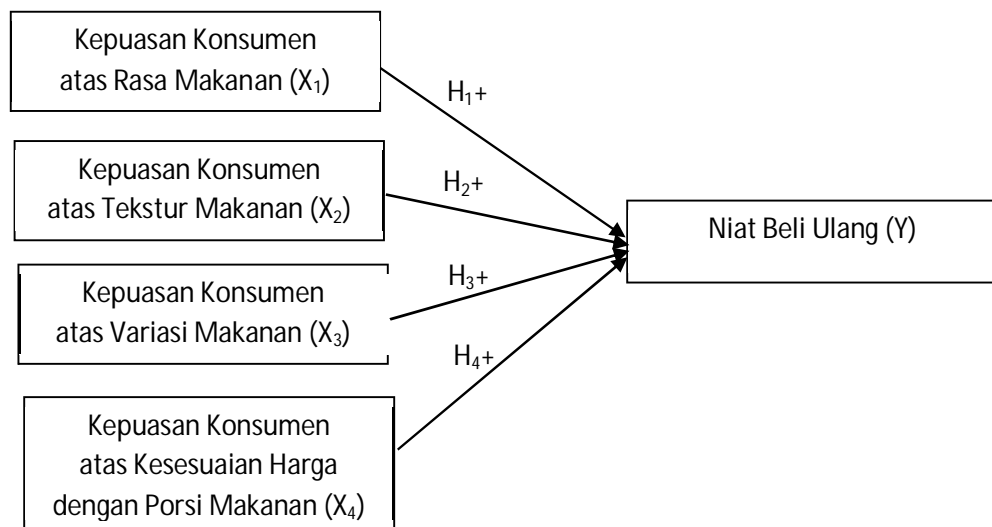 Kepuasan Konsumen
atas Rasa Makanan (X₁)
H₁+
Kepuasan Konsumen
atas Tekstur Makanan (X₂)
H₂+
Niat Beli Ulang (Y)
Kepuasan Konsumen
atas Variasi Makanan (X₃)
H₃+
H₄+
Kepuasan Konsumen
atas Kesesuaian Harga
dengan Porsi Makanan (X₄)